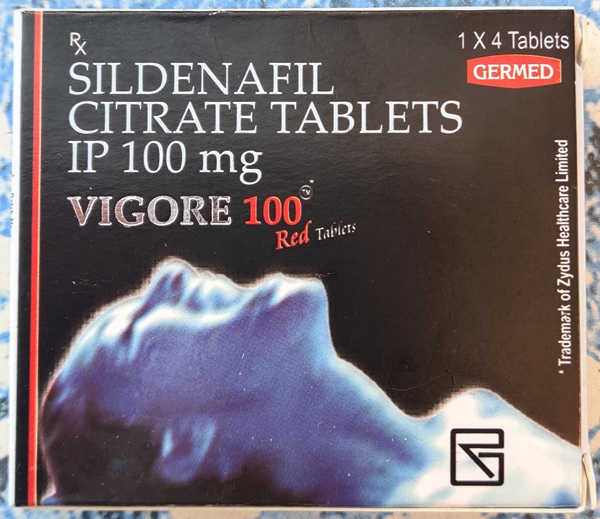 Rx
1 X 4 Tablets
GERMED
SILDENAFIL
CITRATE TABLETS
IP 100 mg
VIGORE 100™*
Red Tablets
* Trademark of Zydus Healthcare Limited